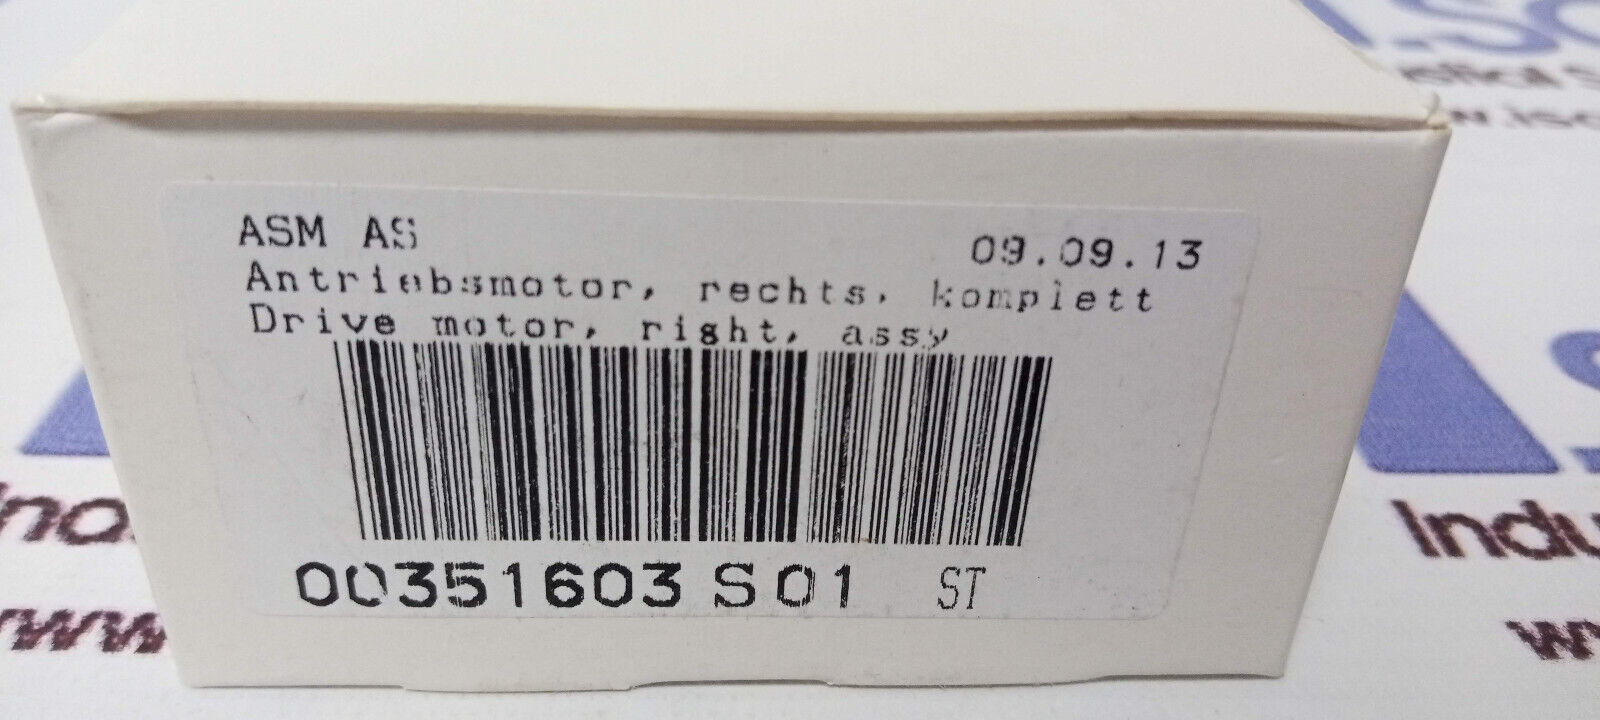 ASM AS
09.09.13
Antriebsmotor, rechts, komplett
Drive motor, right, assy
00351603 S 01 ST